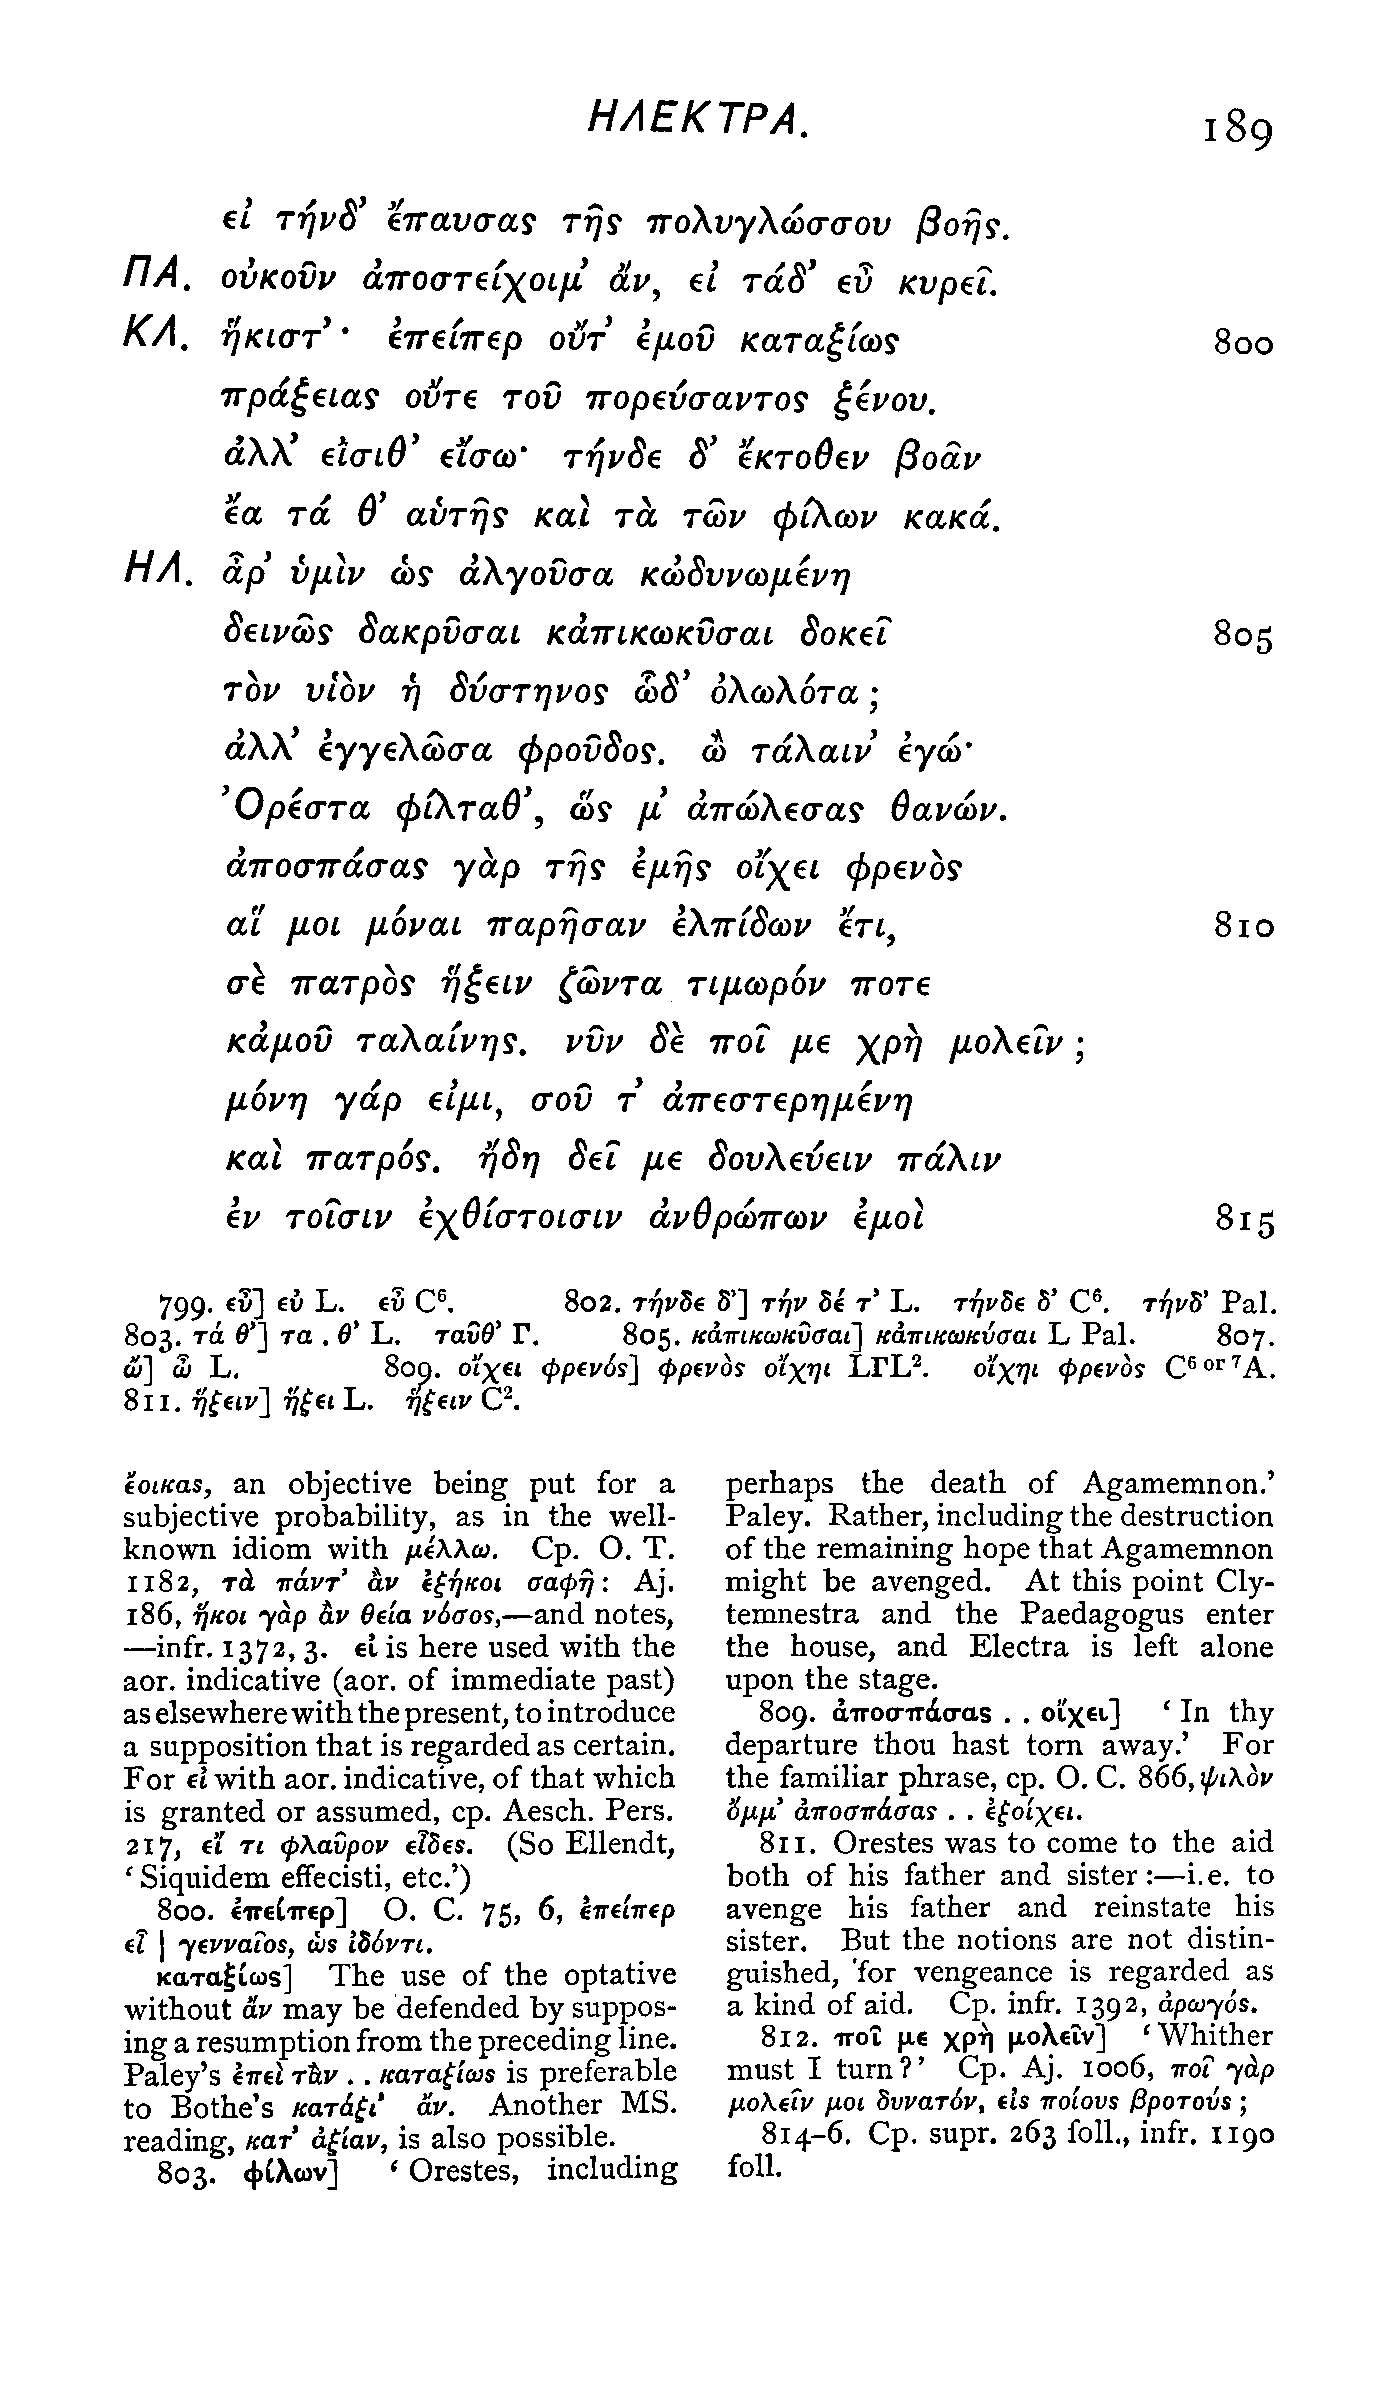 ΗΛΕΚΤΡΑ. 189
εἰ τήνδ’ ἔπαυσας τῆς πολυγλώσσου βοῆς.
ΠΑ. οὐκοῦν ἀποστείχοιμ’ ἄν, εἰ τάδ’ εὖ κυρεῖ.
ΚΛ. ἥκιστ’· ἐπείπερ οὔτ’ ἐμοῦ καταξίως 800
πράξειας οὔτε τοῦ πορεύσαντος ξένου.
ἀλλ’ εἴσιθ’ εἴσω· τήνδε δ’ ἔκτοθεν βοᾶν
ἔα τά θ’ αὑτῆς καὶ τὰ τῶν φίλων κακά.
ΗΛ. ἆρ’ ὑμὶν ὡς ἀλγοῦσα κὠδυνωμένη
δεινῶς δακρῦσαι κἀπικωκῦσαι δοκεῖ 805
τὸν υἱὸν ἡ δύστηνος ὧδ’ ὀλωλότα ;
ἀλλ’ ἐγγελῶσα φροῦδος. ὢ τάλαιν’ ἐγώ·
Ὀρέστα φίλταθ’, ὥς μ’ ἀπώλεσας θανών.
ἀποσπάσας γὰρ τῆς ἐμῆς οἴχει φρενὸς
αἵ μοι μόναι παρῆσαν ἐλπίδων ἔτι, 810
σὲ πατρὸς ἥξειν ζῶντα τιμωρόν ποτε
κἀμοῦ ταλαίνης. νῦν δὲ ποῖ με χρὴ μολεῖν ;
μόνη γάρ εἰμι, σοῦ τ’ ἀπεστερημένη
καὶ πατρός. ἤδη δεῖ με δουλεύειν πάλιν
ἐν τοῖσιν ἐχθίστοισιν ἀνθρώπων ἐμοὶ 815
799. εὖ] εὐ L. εὖ C⁶. 802. τήνδε δ’] τήν δέ τ’ L. τήνδε δ’ C⁶. τήνδ’ Pal.
803. τά θ’] τα . θ’ L. ταῦθ’ Γ. 805. κἀπικωκῦσαι] κἀπικωκύσαι L Pal. 807.
ὤ] ὦ L. 809. οἴχει φρενός] φρενὸς οἴχηι LΓL². οἴχηι φρενὸς C⁶ ᵒʳ ⁷A.
811. ἥξειν] ἥξει L. ἥξειν C².
ἔοικας, an objective being put for a
subjective probability, as in the well-
known idiom with μέλλω. Cp. O. T.
1182, τὰ πάντ’ ἂν ἐξήκοι σαφῆ: Aj.
186, ἥκοι γὰρ ἂν θεία νόσος,—and notes,
—infr. 1372, 3. εἰ is here used with the
aor. indicative (aor. of immediate past)
as elsewhere with the present, to introduce
a supposition that is regarded as certain.
For εἰ with aor. indicative, of that which
is granted or assumed, cp. Aesch. Pers.
217, εἴ τι φλαῦρον εἶδες. (So Ellendt,
‘Siquidem effecisti, etc.’)
800. ἐπείπερ] O. C. 75, 6, ἐπείπερ
εἶ | γενναῖος, ὡς ἰδόντι.
καταξίως] The use of the optative
without ἄν may be defended by suppos-
ing a resumption from the preceding line.
Paley’s ἐπεὶ τἂν . . καταξίως is preferable
to Bothe’s κατάξι’ ἄν. Another MS.
reading, κατ’ ἀξίαν, is also possible.
803. φίλων] ‘Orestes, including
perhaps the death of Agamemnon.’
Paley. Rather, including the destruction
of the remaining hope that Agamemnon
might be avenged. At this point Cly-
temnestra and the Paedagogus enter
the house, and Electra is left alone
upon the stage.
809. ἀποσπάσας . . οἴχει] ‘In thy
departure thou hast torn away.’ For
the familiar phrase, cp. O. C. 866, ψιλὸν
ὄμμ’ ἀποσπάσας . . ἐξοίχει.
811. Orestes was to come to the aid
both of his father and sister:—i.e. to
avenge his father and reinstate his
sister. But the notions are not distin-
guished, for vengeance is regarded as
a kind of aid. Cp. infr. 1392, ἀρωγός.
812. ποῖ με χρὴ μολεῖν] ‘Whither
must I turn?’ Cp. Aj. 1006, ποῖ γὰρ
μολεῖν μοι δυνατόν, εἰς ποίους βροτούς ;
814-6. Cp. supr. 263 foll., infr. 1190
foll.